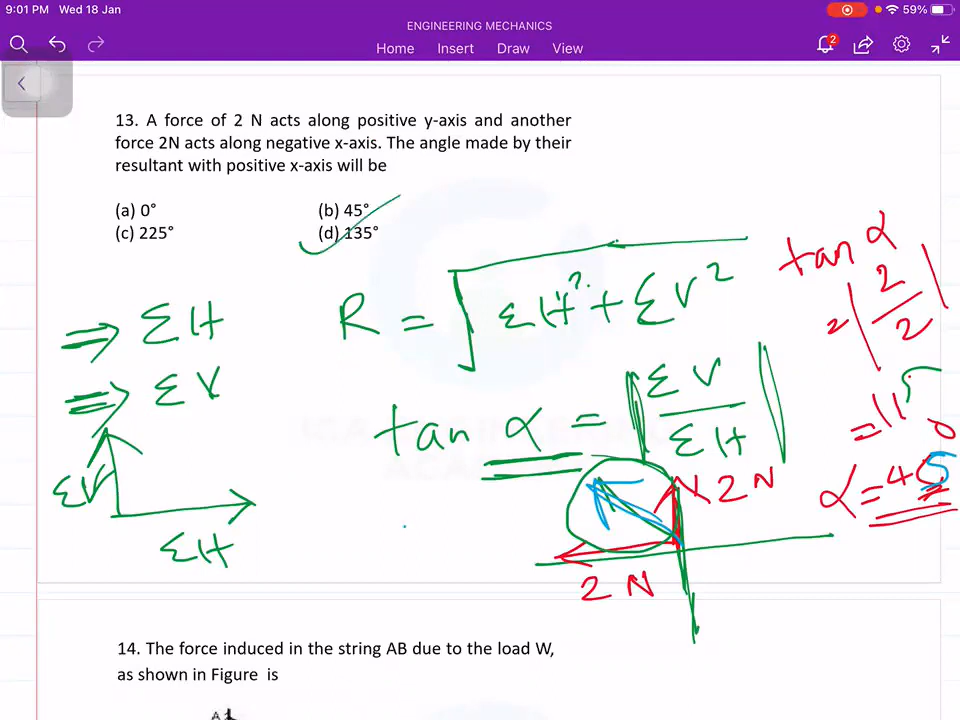 9:01 PM Wed 18 Jan
59%
ENGINEERING MECHANICS
Home Insert Draw View
2
13. A force of 2 N acts along positive y-axis and another
force 2N acts along negative x-axis. The angle made by their
resultant with positive x-axis will be
(a) 0° (b) 45°
(c) 225° (d) 135°
tan α
= |2/2|
R = √ΣH² + ΣV²
⇒ ΣH
⇒ ΣV
tan α = |ΣV/ΣH|
α = 45
ΣV
ΣH
2 N
2 N
14. The force induced in the string AB due to the load W,
as shown in Figure is
A